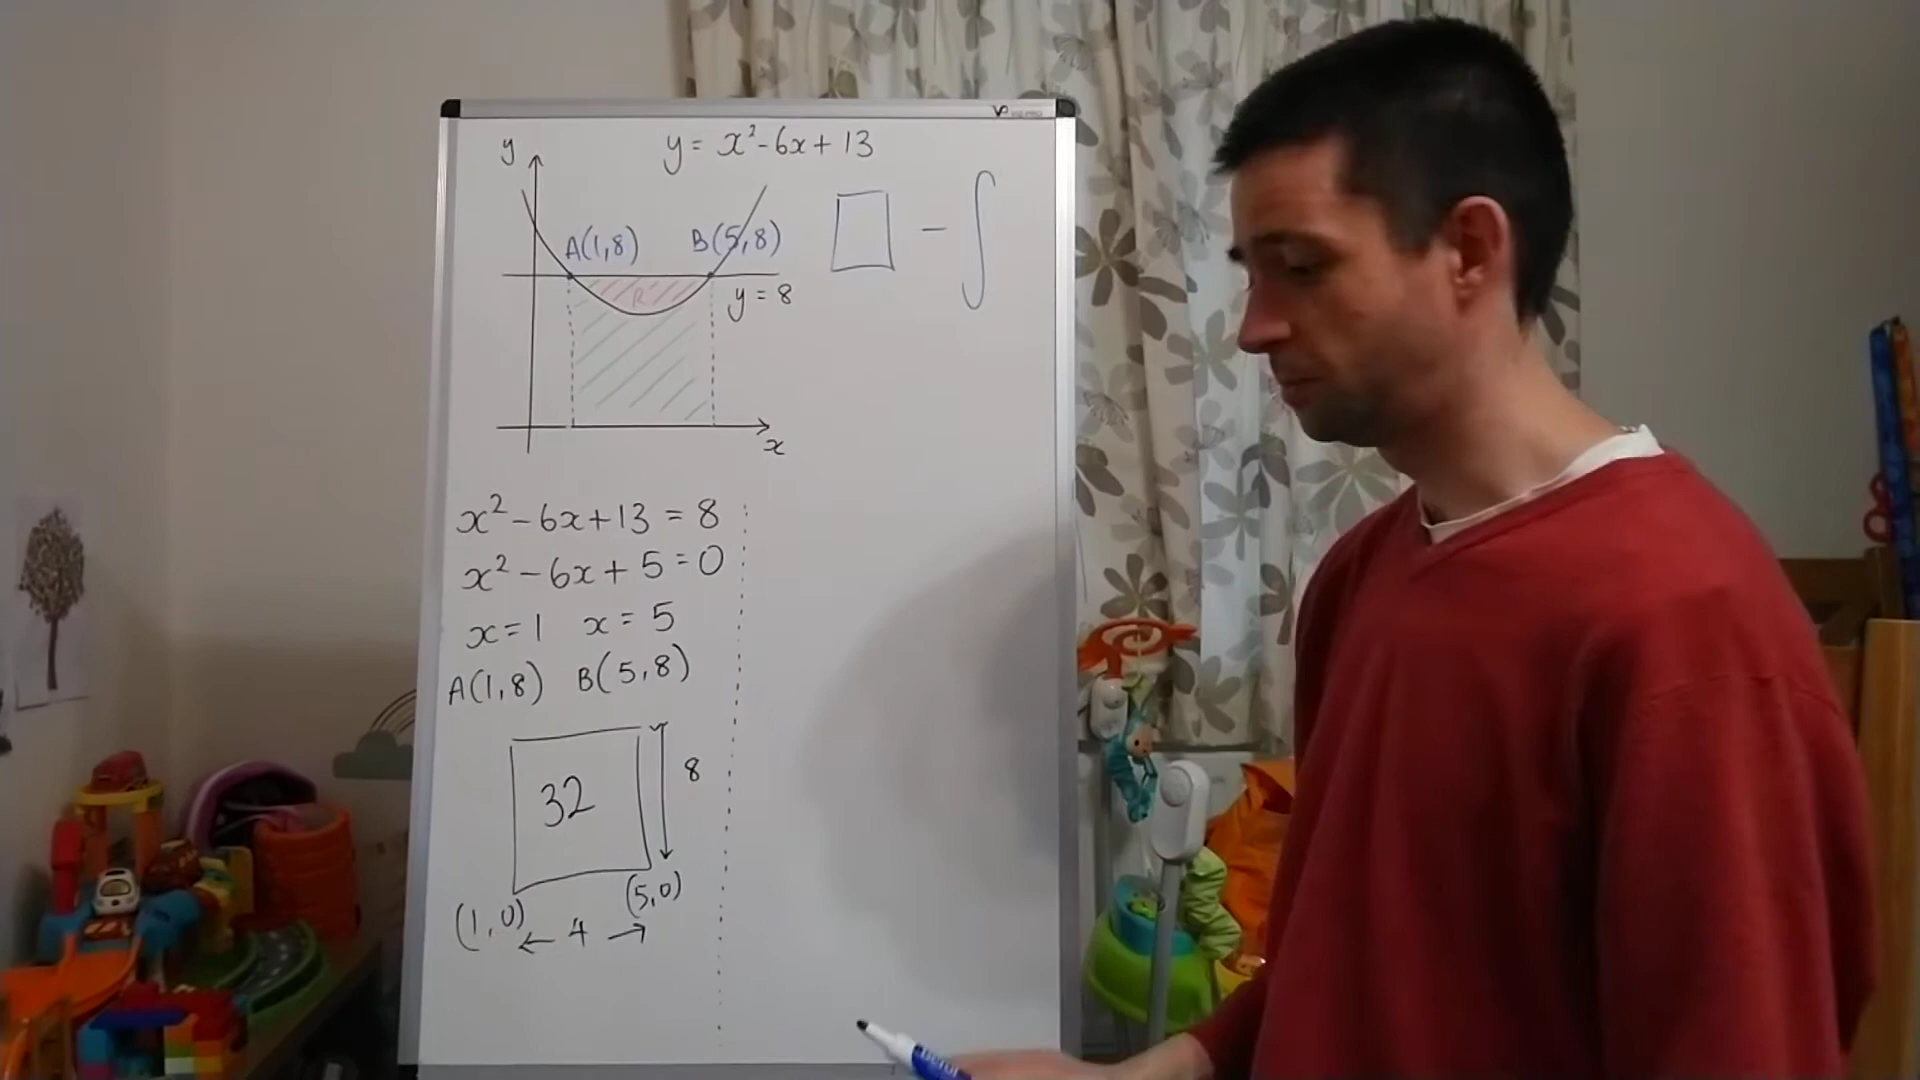 y = x² - 6x + 13
y
A(1,8) B(5,8)
R
y = 8
x
□ - ∫
x² - 6x + 13 = 8
x² - 6x + 5 = 0
x = 1 x = 5
A(1,8) B(5,8)
32
8
(1,0) (5,0)
← 4 →